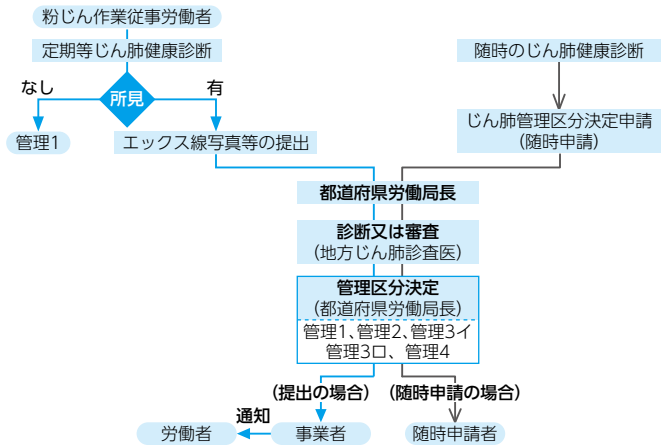 粉じん作業従事労働者
定期等じん肺健康診断
随時のじん肺健康診断
なし
所見
有
管理1
エックス線写真等の提出
じん肺管理区分決定申請
(随時申請)
都道府県労働局長
診断又は審査
(地方じん肺診査医)
管理区分決定
(都道府県労働局長)
管理1、管理2、管理3イ
管理3ロ、管理4
(提出の場合)
(随時申請の場合)
通知
労働者
事業者
随時申請者